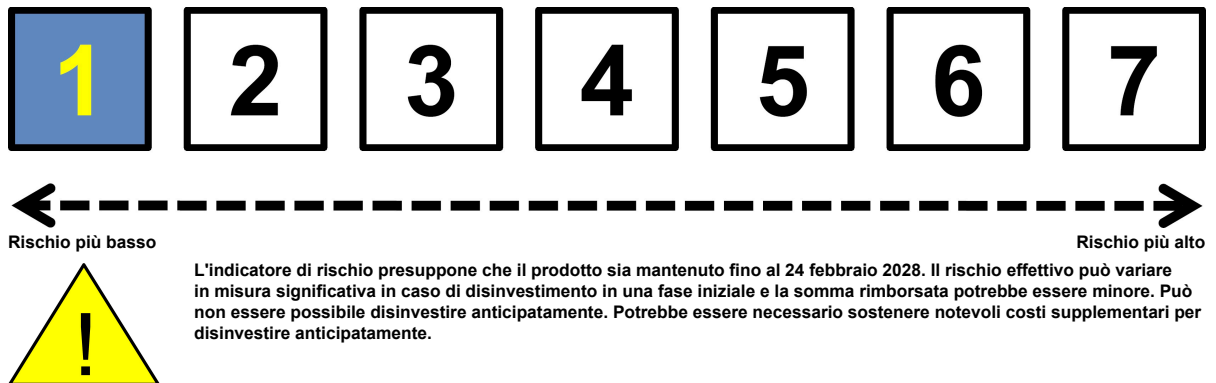 1 2 3 4 5 6 7
Rischio più basso Rischio più alto
!
L'indicatore di rischio presuppone che il prodotto sia mantenuto fino al 24 febbraio 2028. Il rischio effettivo può variare
in misura significativa in caso di disinvestimento in una fase iniziale e la somma rimborsata potrebbe essere minore. Può
non essere possibile disinvestire anticipatamente. Potrebbe essere necessario sostenere notevoli costi supplementari per
disinvestire anticipatamente.